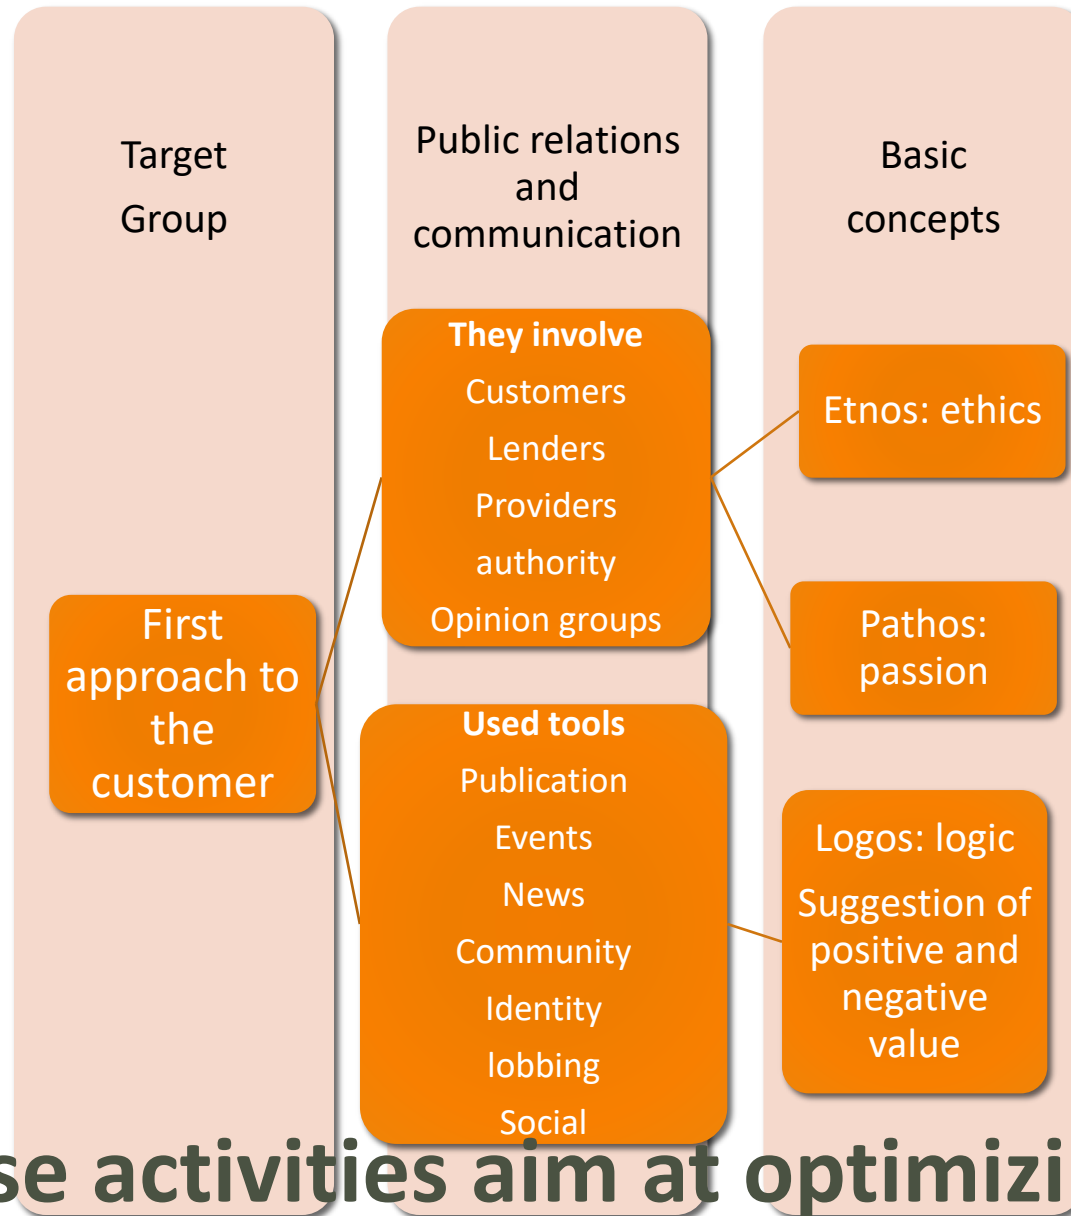 Target
Group
First
approach to
the
customer
Public relations
and
communication
They involve
Customers
Lenders
Providers
authority
Opinion groups
Used tools
Publication
Events
News
Community
Identity
lobbing
Social
Basic
concepts
Etnos: ethics
Pathos:
passion
Logos: logic
Suggestion of
positive and
negative
value
se activities aim at optimizi